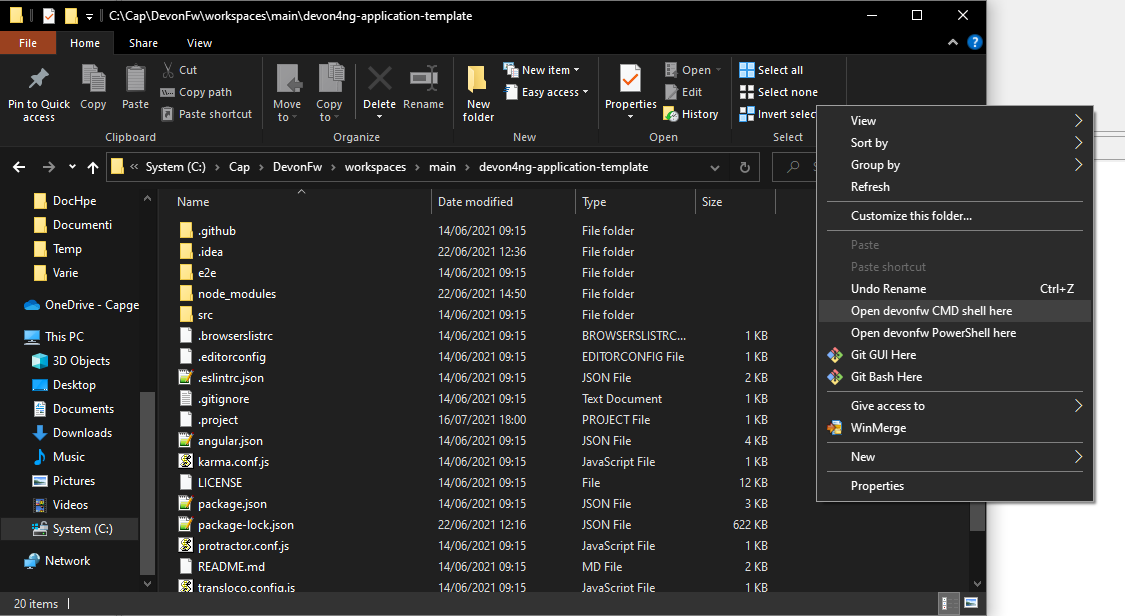 C:\Cap\DevonFw\workspaces\main\devon4ng-application-template
File Home Share View
Pin to Quick access
Copy
Paste
Cut
Copy path
Paste shortcut
Clipboard
Move to
Copy to
Delete
Rename
Organize
New folder
New item
Easy access
New
Properties
Open
Edit
History
Open
Select all
Select none
Invert selec
Select
« System (C:) › Cap › DevonFw › workspaces › main › devon4ng-application-template
DocHpe
Documenti
Temp
Varie
OneDrive - Capge
This PC
3D Objects
Desktop
Documents
Downloads
Music
Pictures
Videos
System (C:)
Network
Name Date modified Type Size
.github 14/06/2021 09:15 File folder
.idea 22/06/2021 12:36 File folder
e2e 14/06/2021 09:15 File folder
node_modules 22/06/2021 14:50 File folder
src 14/06/2021 09:15 File folder
.browserslistrc 14/06/2021 09:15 BROWSERSLISTRC... 1 KB
.editorconfig 14/06/2021 09:15 EDITORCONFIG File 1 KB
.eslintrc.json 14/06/2021 09:15 JSON File 2 KB
.gitignore 14/06/2021 09:15 Text Document 1 KB
.project 16/07/2021 18:00 PROJECT File 1 KB
angular.json 14/06/2021 09:15 JSON File 4 KB
karma.conf.js 14/06/2021 09:15 JavaScript File 1 KB
LICENSE 14/06/2021 09:15 File 12 KB
package.json 14/06/2021 09:15 JSON File 3 KB
package-lock.json 22/06/2021 12:16 JSON File 622 KB
protractor.conf.js 14/06/2021 09:15 JavaScript File 1 KB
README.md 14/06/2021 09:15 MD File 2 KB
transloco.config.js 14/06/2021 09:15 JavaScript File 1 KB
View
Sort by
Group by
Refresh
Customize this folder...
Paste
Paste shortcut
Undo Rename Ctrl+Z
Open devonfw CMD shell here
Open devonfw PowerShell here
Git GUI Here
Git Bash Here
Give access to
WinMerge
New
Properties
20 items